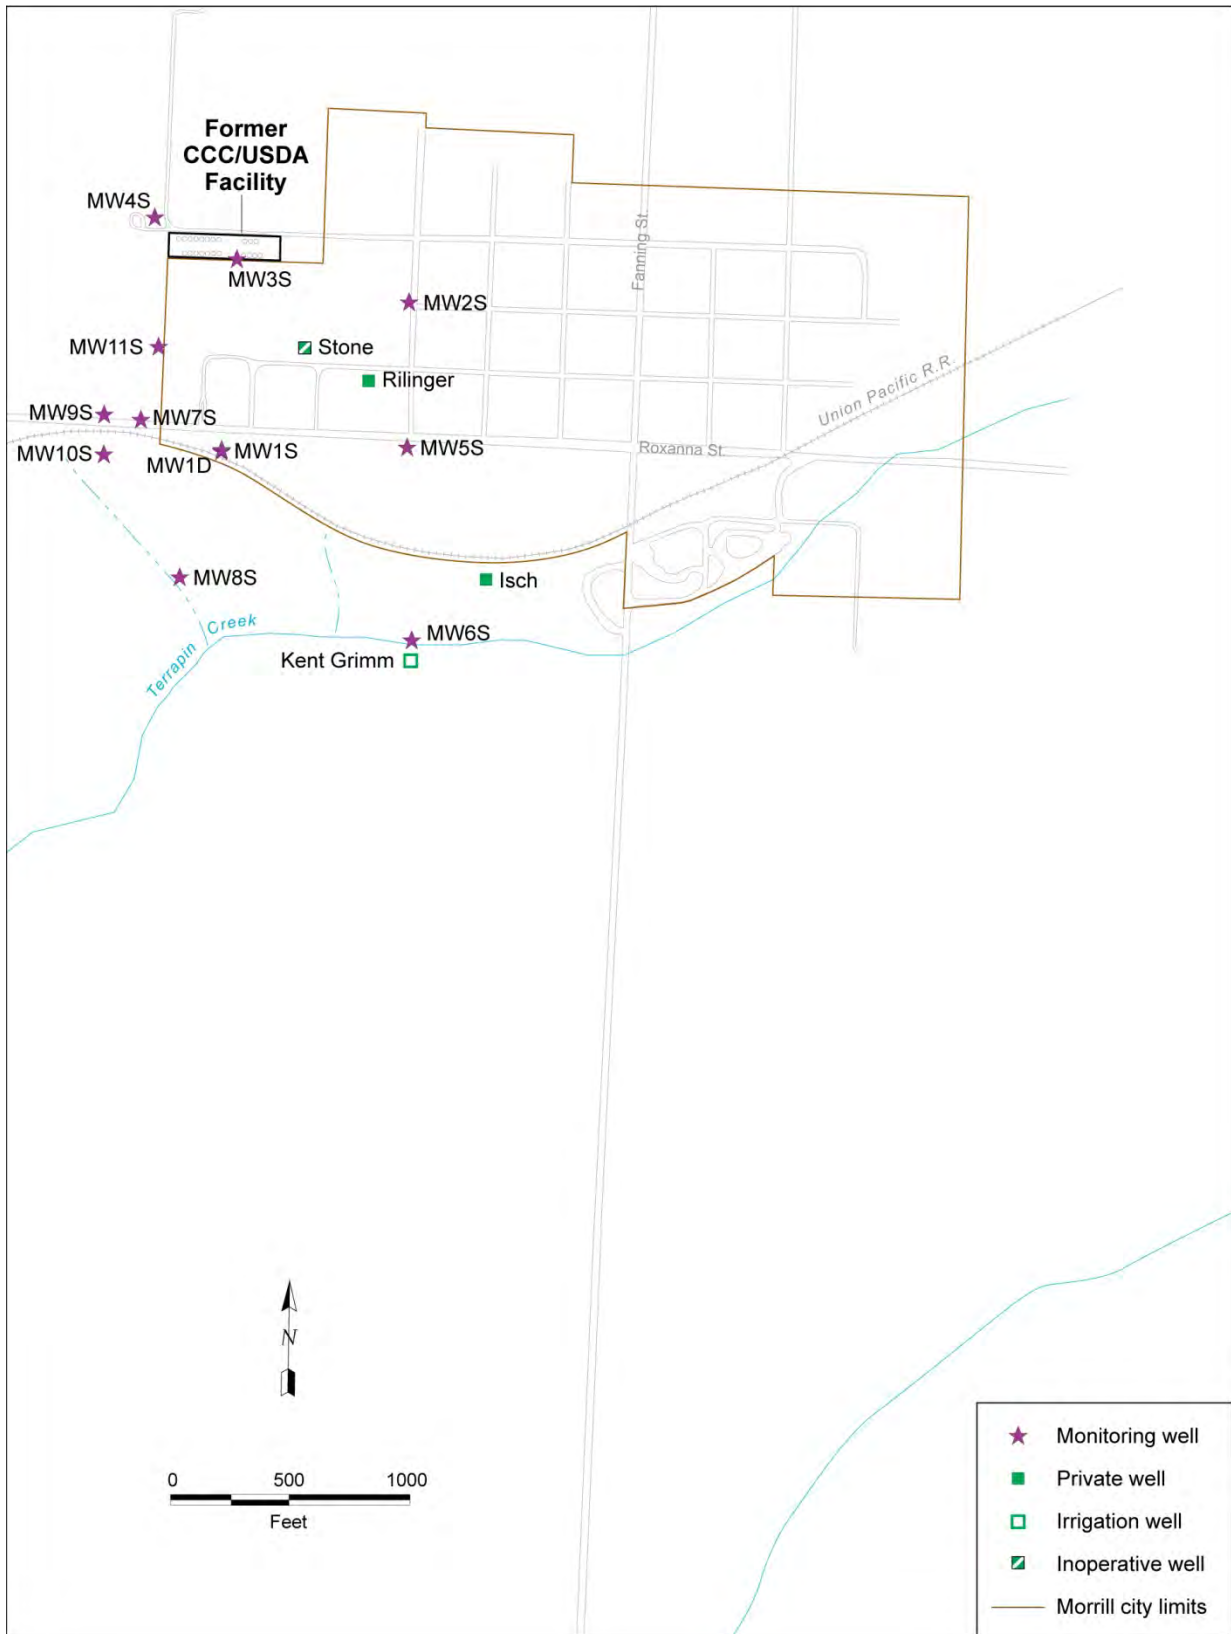 Former
CCC/USDA
Facility
MW4S
MW3S
Fanning St.
MW2S
MW11S
Stone
Rilinger
Union Pacific R.R.
MW9S
MW7S
MW10S
MW1S
MW1D
MW5S
Roxanna St.
MW8S
Isch
Terrapin Creek
MW6S
Kent Grimm
N
0 500 1000
Feet
Monitoring well
Private well
Irrigation well
Inoperative well
Morrill city limits